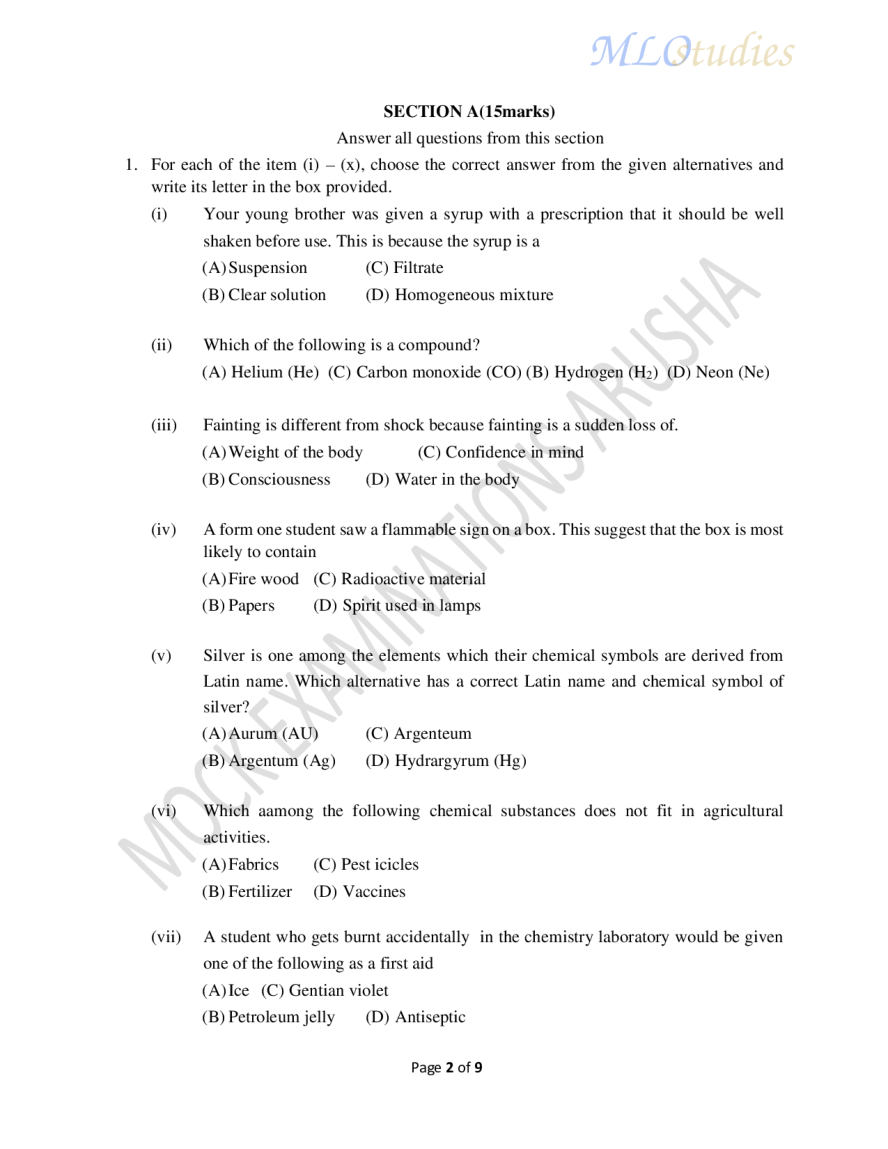 MLOstudies
SECTION A(15marks)
Answer all questions from this section
1. For each of the item (i) – (x), choose the correct answer from the given alternatives and
write its letter in the box provided.
(i) Your young brother was given a syrup with a prescription that it should be well
shaken before use. This is because the syrup is a
(A) Suspension (C) Filtrate
(B) Clear solution (D) Homogeneous mixture
(ii) Which of the following is a compound?
(A) Helium (He) (C) Carbon monoxide (CO) (B) Hydrogen (H₂) (D) Neon (Ne)
(iii) Fainting is different from shock because fainting is a sudden loss of.
(A) Weight of the body (C) Confidence in mind
(B) Consciousness (D) Water in the body
(iv) A form one student saw a flammable sign on a box. This suggest that the box is most
likely to contain
(A) Fire wood (C) Radioactive material
(B) Papers (D) Spirit used in lamps
(v) Silver is one among the elements which their chemical symbols are derived from
Latin name. Which alternative has a correct Latin name and chemical symbol of
silver?
(A) Aurum (AU) (C) Argenteum
(B) Argentum (Ag) (D) Hydrargyrum (Hg)
(vi) Which aamong the following chemical substances does not fit in agricultural
activities.
(A) Fabrics (C) Pest icicles
(B) Fertilizer (D) Vaccines
(vii) A student who gets burnt accidentally in the chemistry laboratory would be given
one of the following as a first aid
(A) Ice (C) Gentian violet
(B) Petroleum jelly (D) Antiseptic
Page 2 of 9
MOCK EXAMINATIONS ARUSHA